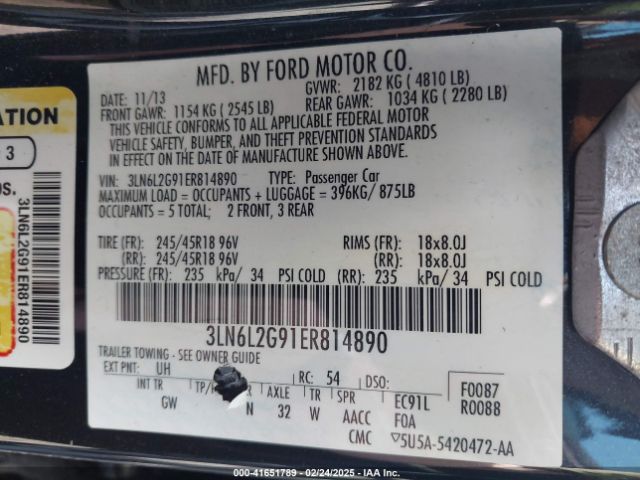 ATION
3
OS.
3LN6L2G91ER814890
MFD. BY FORD MOTOR CO.
DATE: 11/13 GVWR: 2182 KG ( 4810 LB)
FRONT GAWR: 1154 KG ( 2545 LB) REAR GAWR: 1034 KG ( 2280 LB)
THIS VEHICLE CONFORMS TO ALL APPLICABLE FEDERAL MOTOR
VEHICLE SAFETY, BUMPER, AND THEFT PREVENTION STANDARDS
IN EFFECT ON THE DATE OF MANUFACTURE SHOWN ABOVE.
VIN: 3LN6L2G91ER814890 TYPE: Passenger Car
MAXIMUM LOAD = OCCUPANTS + LUGGAGE = 396KG/ 875LB
OCCUPANTS = 5 TOTAL; 2 FRONT, 3 REAR
TIRE (FR): 245/45R18 96V RIMS (FR): 18x8.0J
(RR): 245/45R18 96V (RR): 18x8.0J
PRESSURE (FR): 235 kPa/ 34 PSI COLD (RR): 235 kPa/ 34 PSI COLD
3LN6L2G91ER814890
TRAILER TOWING - SEE OWNER GUIDE
EXT PNT: UH RC: 54 DSO: F0087
INT TR TP/ AXLE TR SPR EC91L R0088
GW N 32 W AACC F0A
CMC ▽5U5A-5420472-AA
000-41651789 - 02/24/2025 - IAA Inc.